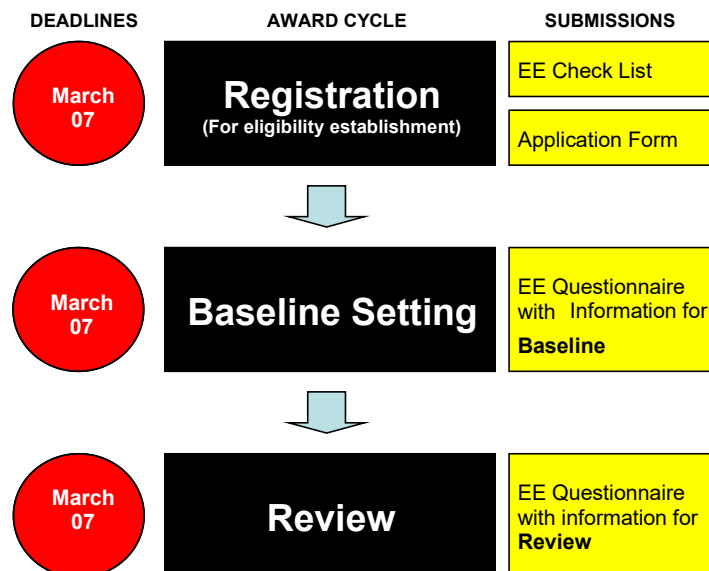 DEADLINES AWARD CYCLE SUBMISSIONS
March
07
Registration
(For eligibility establishment)
EE Check List
Application Form
March
07
Baseline Setting
EE Questionnaire
with Information for
Baseline
March
07
Review
EE Questionnaire
with information for
Review